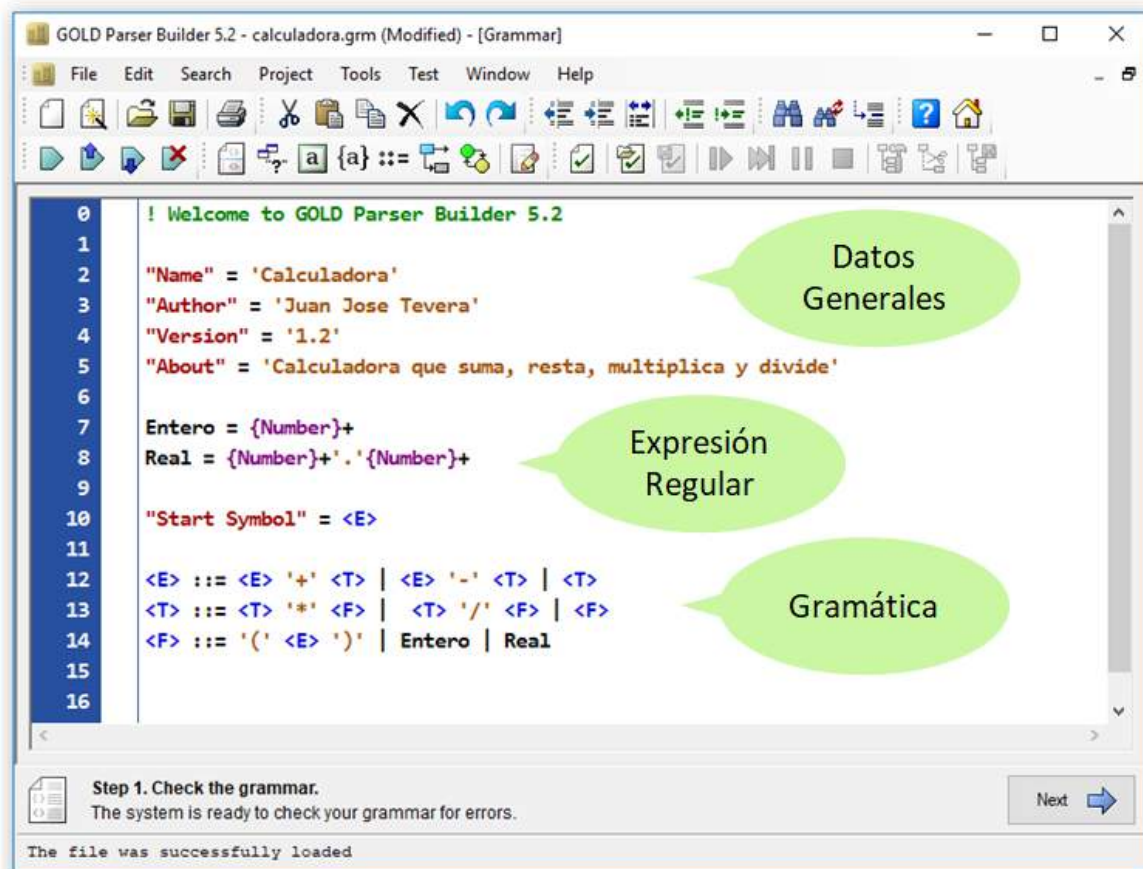 GOLD Parser Builder 5.2 - calculadora.grm (Modified) - [Grammar]
File Edit Search Project Tools Test Window Help
a {a} ::=
0 ! Welcome to GOLD Parser Builder 5.2
1
2 "Name" = 'Calculadora'
3 "Author" = 'Juan Jose Tevera'
4 "Version" = '1.2'
5 "About" = 'Calculadora que suma, resta, multiplica y divide'
6
7 Entero = {Number}+
8 Real = {Number}+'.'{Number}+
9
10 "Start Symbol" = <E>
11
12 <E> ::= <E> '+' <T> | <E> '-' <T> | <T>
13 <T> ::= <T> '*' <F> |  <T> '/' <F> | <F>
14 <F> ::= '(' <E> ')' | Entero | Real
15
16
Datos
Generales
Expresión
Regular
Gramática
Step 1. Check the grammar.
The system is ready to check your grammar for errors.
Next
The file was successfully loaded